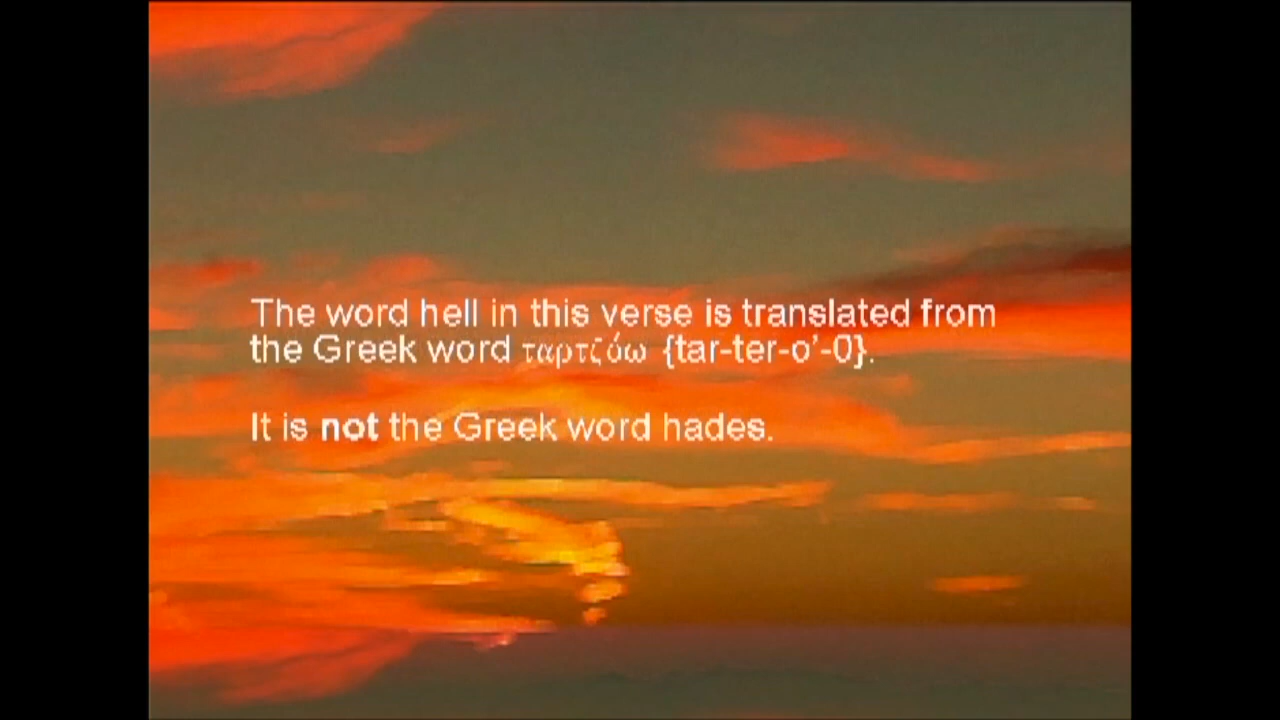 The word hell in this verse is translated from
the Greek word ταρτζόω {tar-ter-o’-0}.
It is not the Greek word hades.